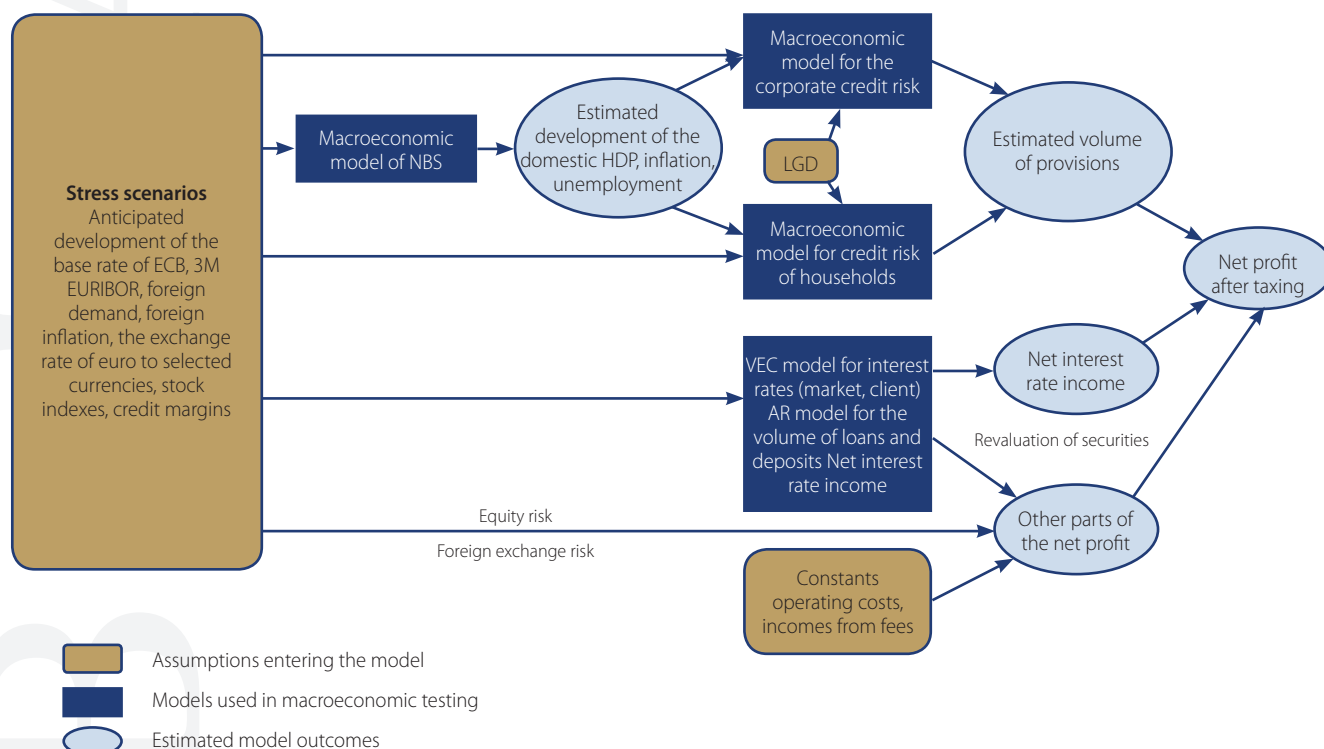 Stress scenarios
Anticipated
development of the
base rate of ECB, 3M
EURIBOR, foreign
demand, foreign
inflation, the exchange
rate of euro to selected
currencies, stock
indexes, credit margins
Macroeconomic
model of NBS
Estimated
development of the
domestic HDP, inflation,
unemployment
Macroeconomic
model for the
corporate credit risk
LGD
Macroeconomic
model for credit risk
of households
Estimated volume
of provisions
Net profit
after taxing
VEC model for interest
rates (market, client)
AR model for the
volume of loans and
deposits Net interest
rate income
Net interest
rate income
Revaluation of securities
Equity risk
Foreign exchange risk
Other parts of
the net profit
Constants
operating costs,
incomes from fees
Assumptions entering the model
Models used in macroeconomic testing
Estimated model outcomes